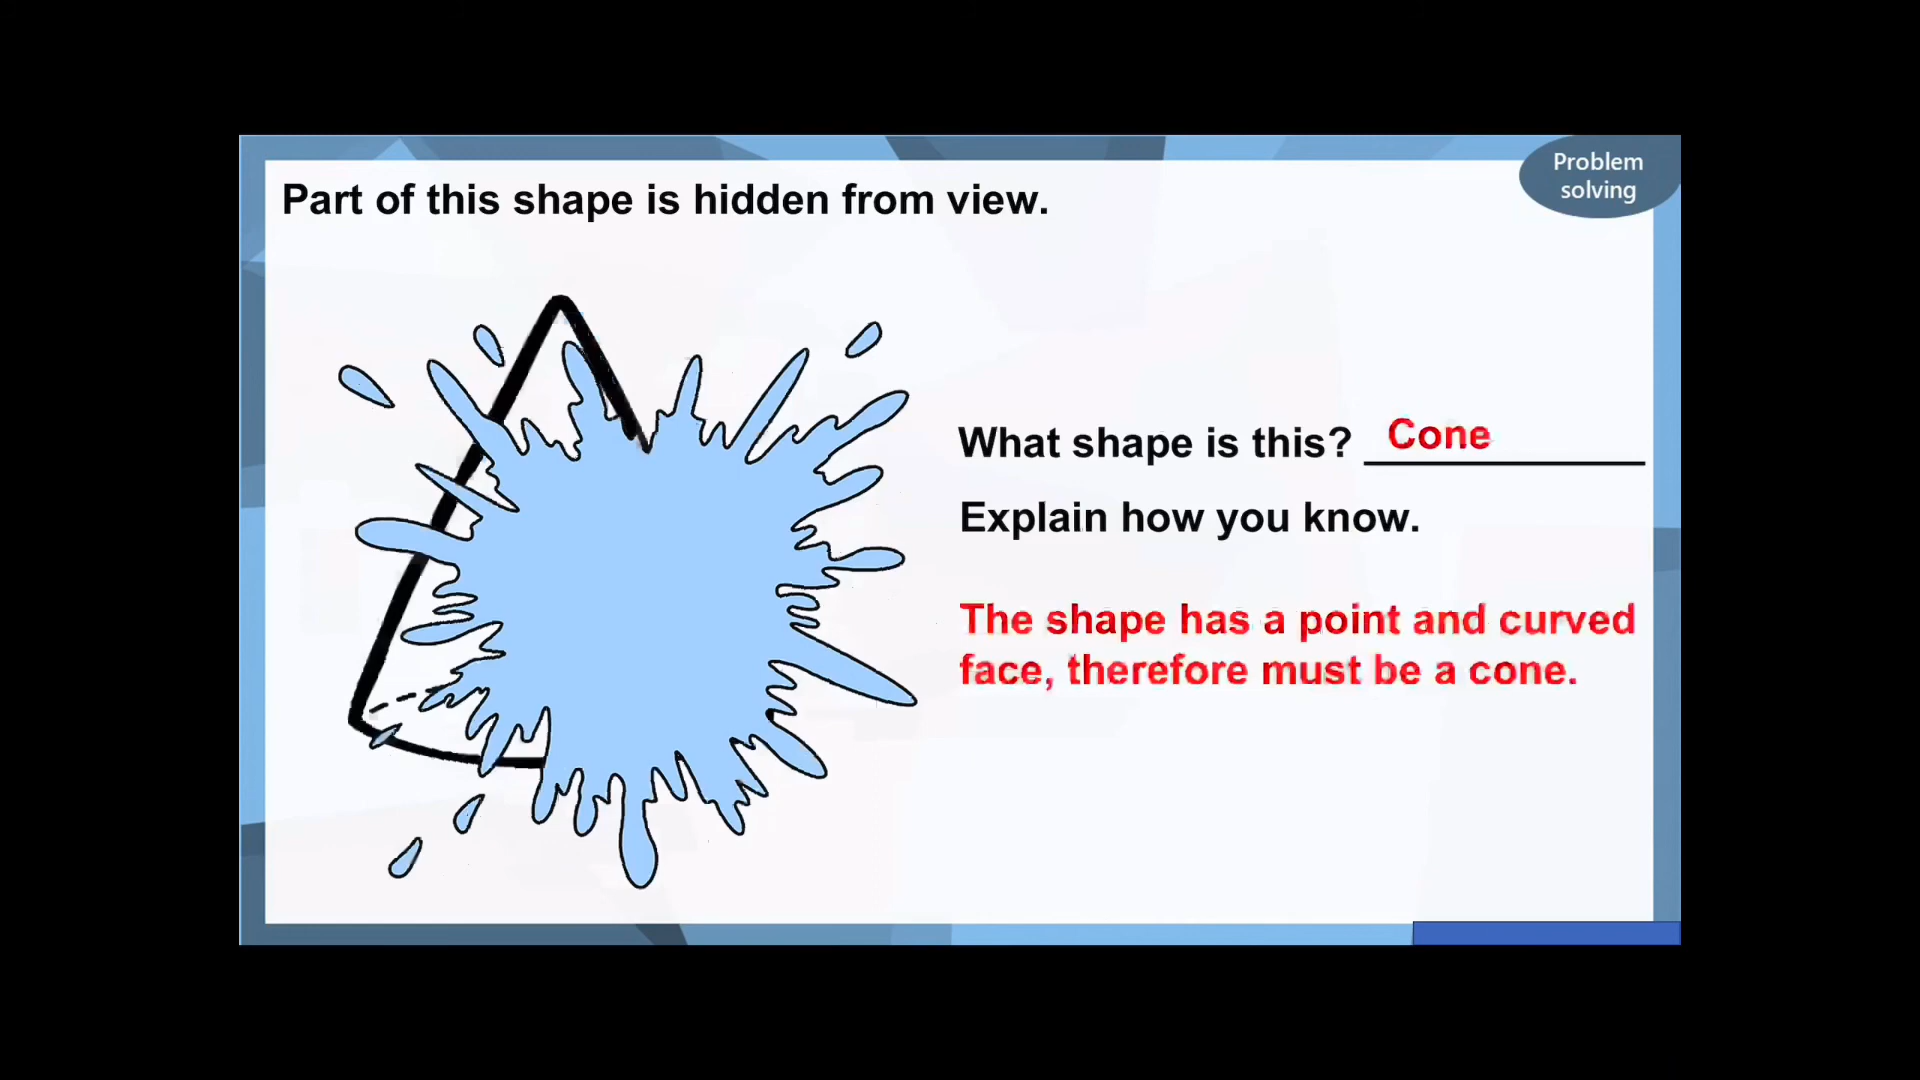 Problem
solving
Part of this shape is hidden from view.
What shape is this? Cone
Explain how you know.
The shape has a point and curved
face, therefore must be a cone.